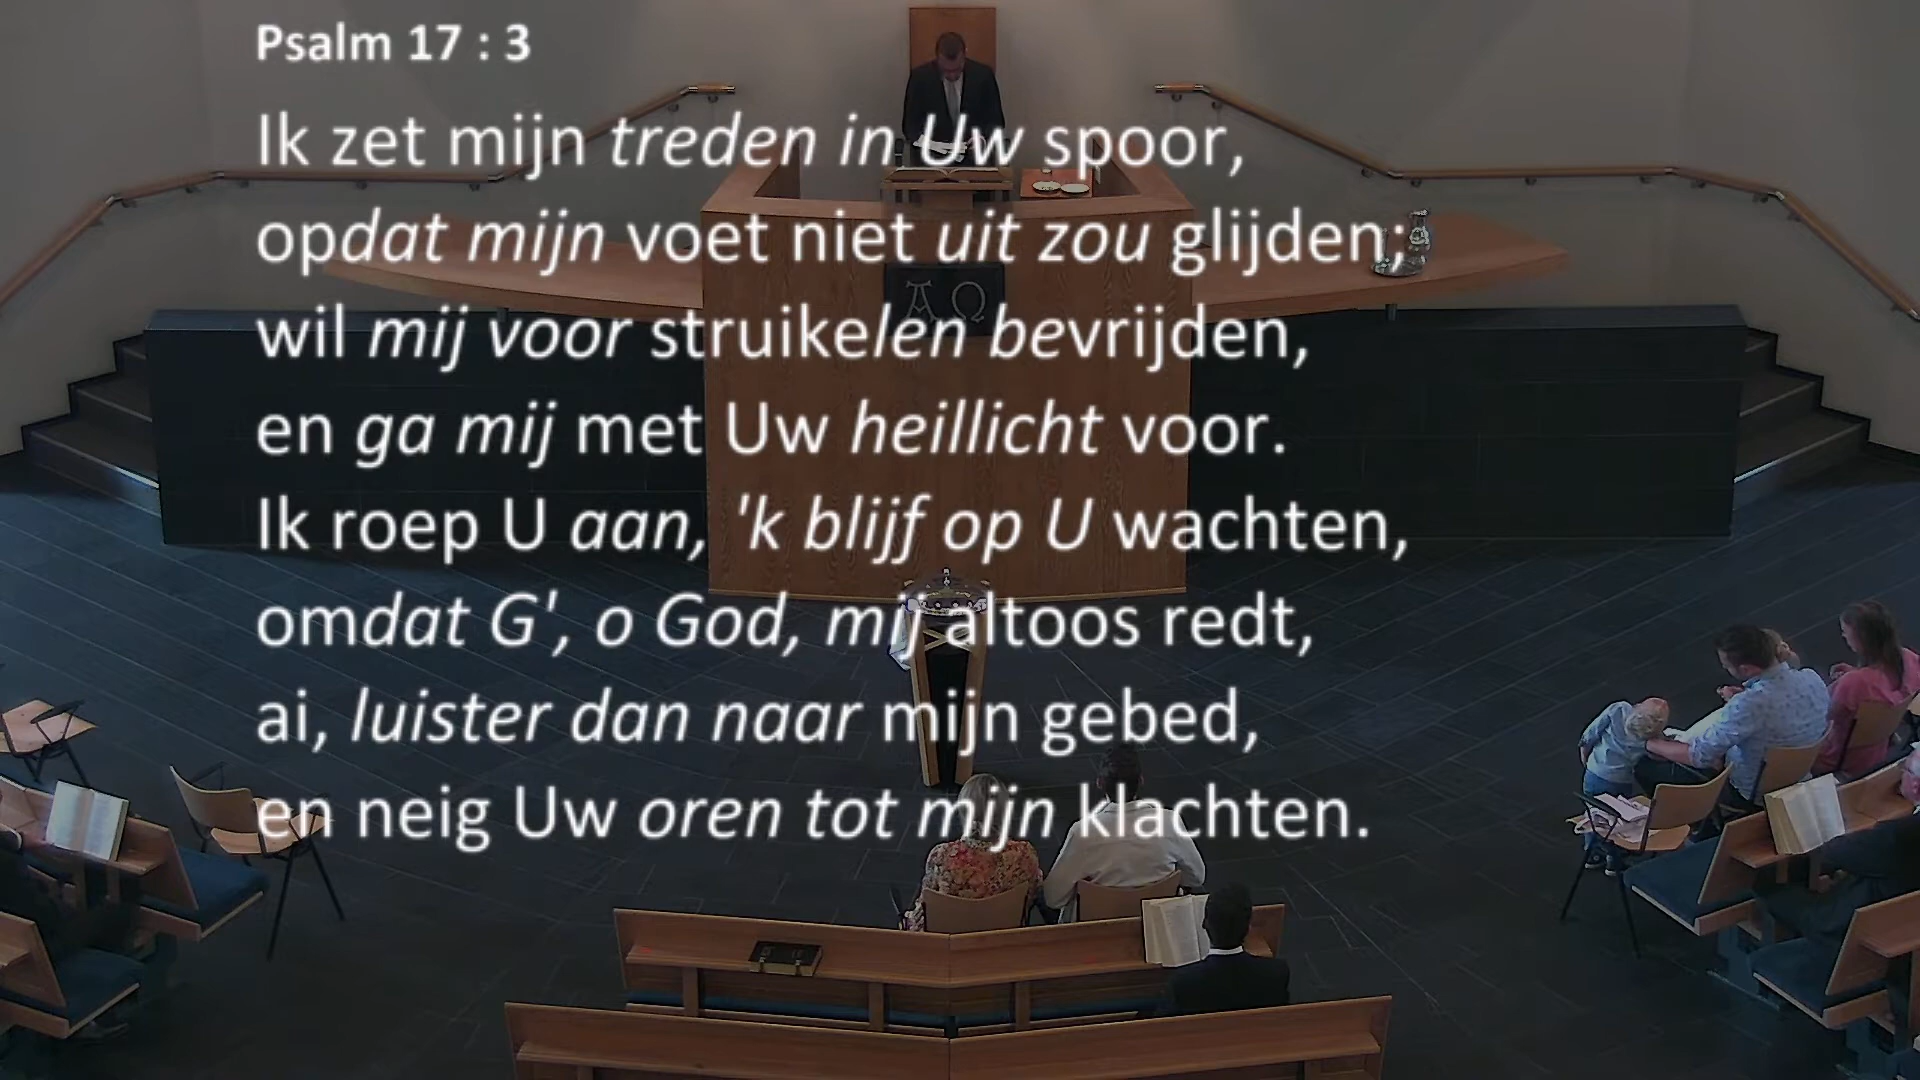 Psalm 17 : 3
Ik zet mijn treden in Uw spoor,
opdat mijn voet niet uit zou glijden;
wil mij voor struikelen bevrijden,
en ga mij met Uw heillicht voor.
Ik roep U aan, 'k blijf op U wachten,
omdat G', o God, mij altoos redt,
ai, luister dan naar mijn gebed,
en neig Uw oren tot mijn klachten.
Α Ω